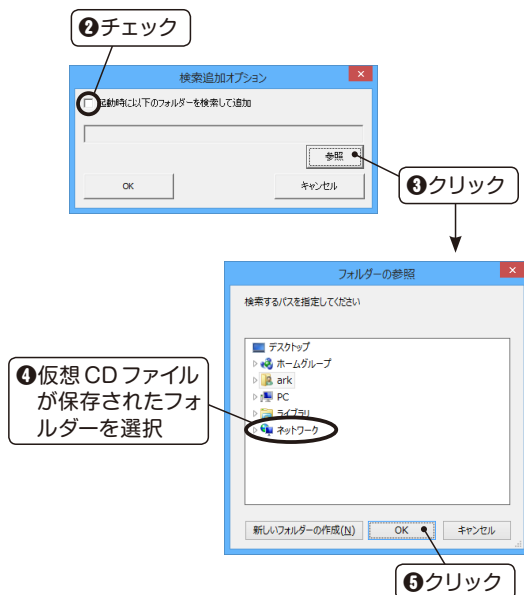 ❷チェック
検索追加オプション
起動時に以下のフォルダーを検索して追加
参照
OK
キャンセル
❸クリック
フォルダーの参照
検索するパスを指定してください
デスクトップ
ホームグループ
ark
PC
ライブラリ
ネットワーク
❹仮想 CD ファイル
が保存されたフォ
ルダーを選択
新しいフォルダーの作成(N)
OK
キャンセル
❺クリック